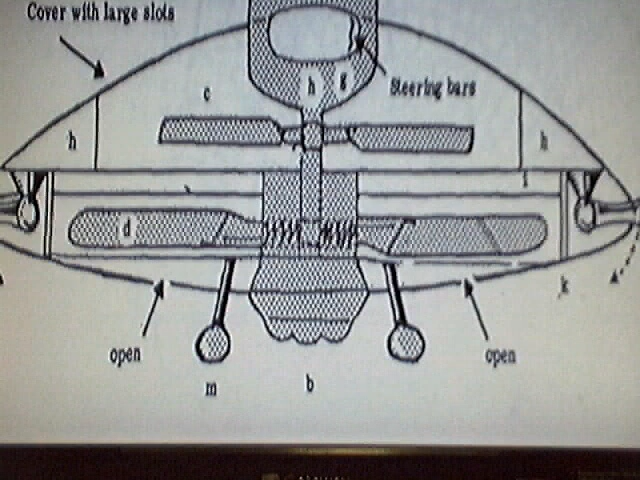 Cover with large slots
Steering bars
h g
c
h
h
i
d
k
open
open
m
b